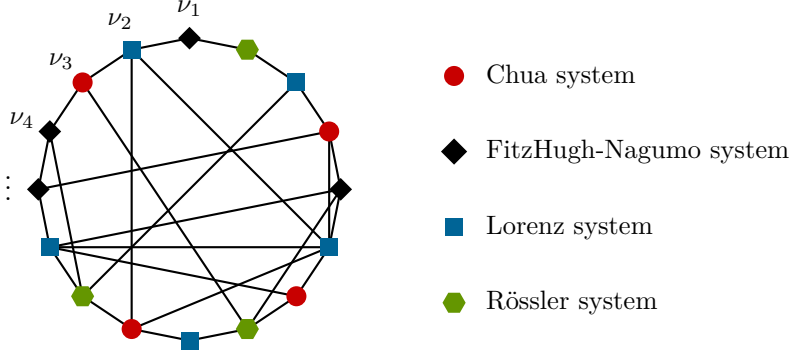 ν₁
ν₂
ν₃
ν₄
⋮
Chua system
FitzHugh-Nagumo system
Lorenz system
Rössler system